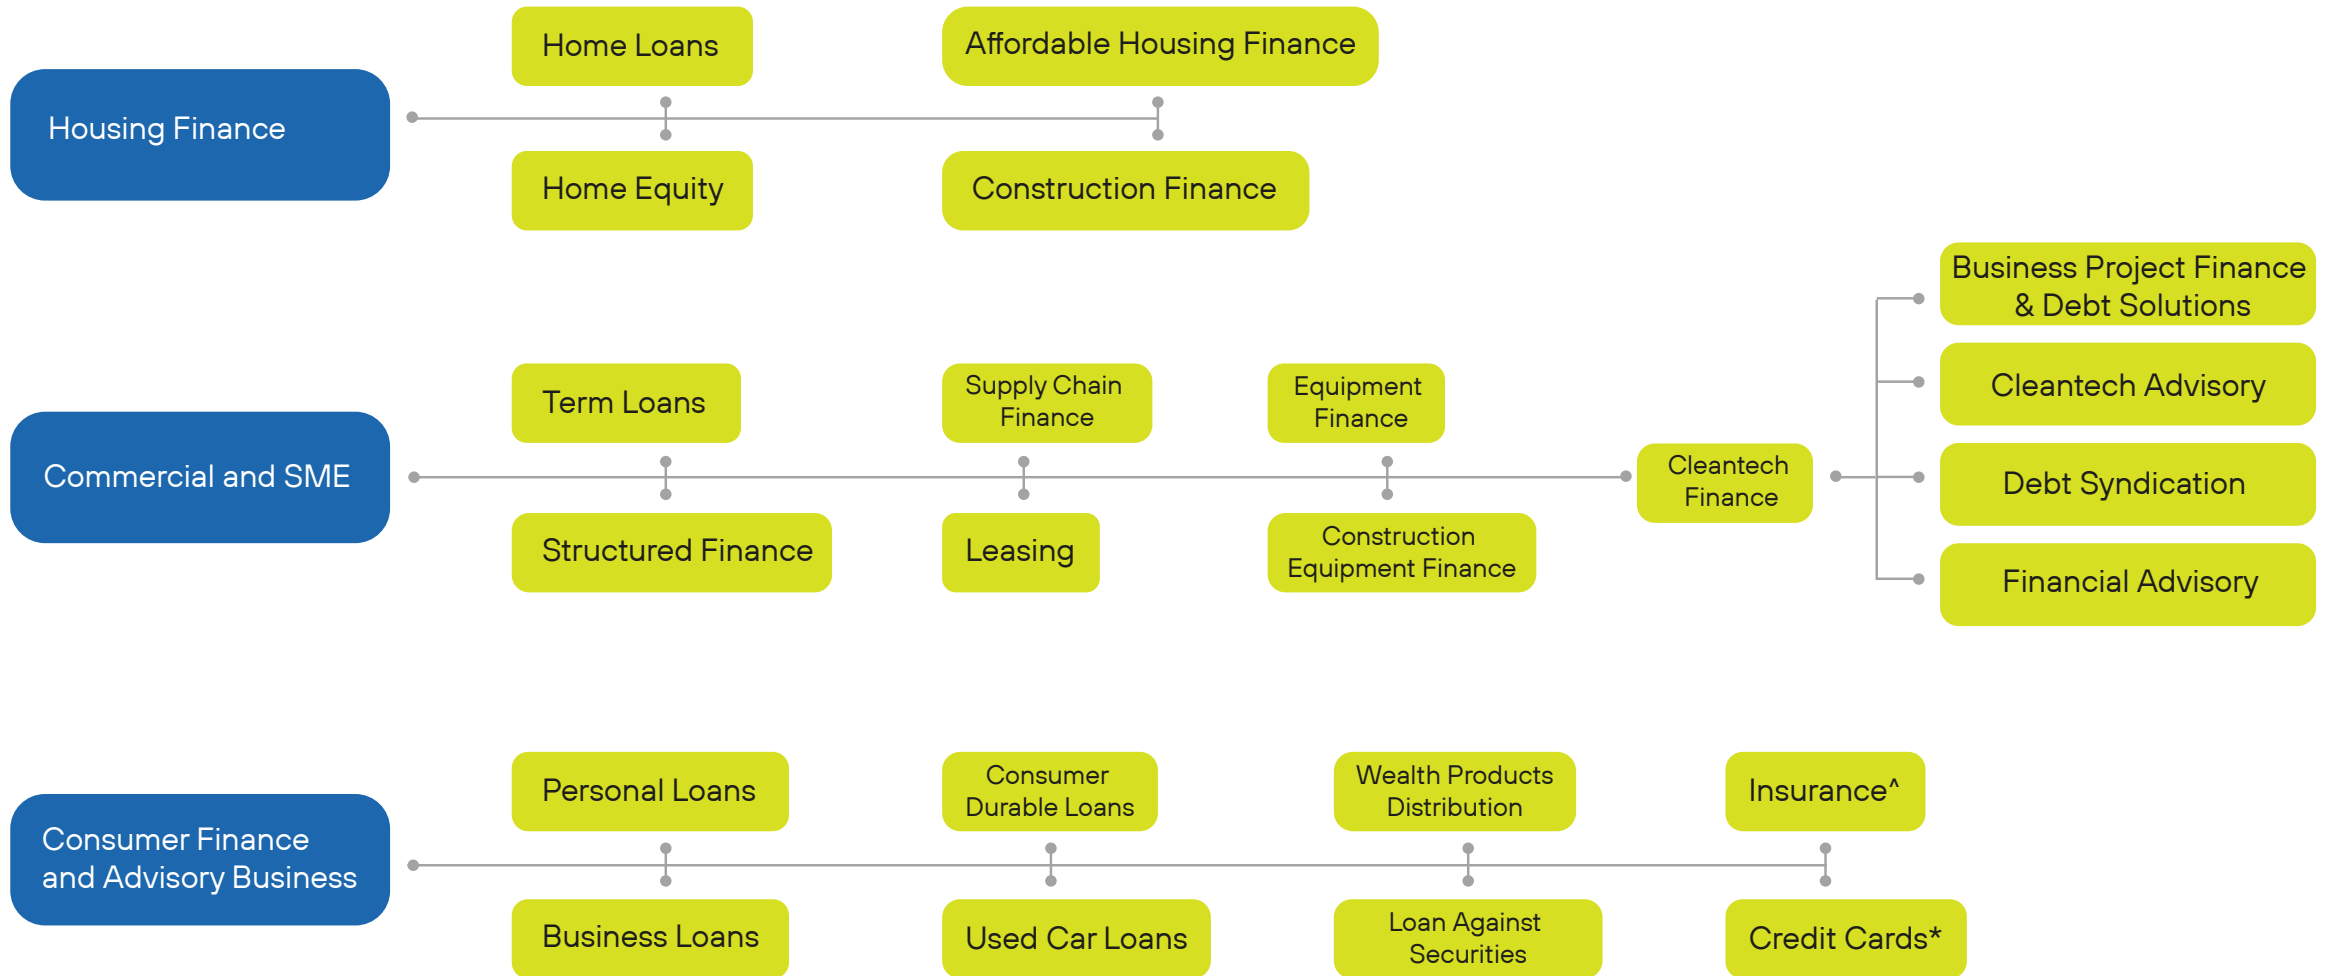 Housing Finance
Home Loans
Affordable Housing Finance
Home Equity
Construction Finance
Commercial and SME
Term Loans
Supply Chain
Finance
Equipment
Finance
Structured Finance
Leasing
Construction
Equipment Finance
Cleantech
Finance
Business Project Finance
& Debt Solutions
Cleantech Advisory
Debt Syndication
Financial Advisory
Consumer Finance
and Advisory Business
Personal Loans
Consumer
Durable Loans
Wealth Products
Distribution
Insurance^
Business Loans
Used Car Loans
Loan Against
Securities
Credit Cards*